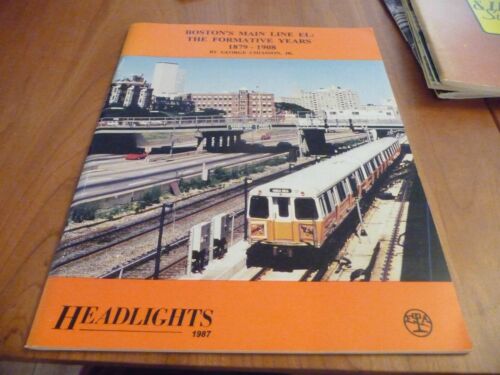 BOSTON'S MAIN LINE EL:
THE FORMATIVE YEARS
1879 - 1908
BY GEORGE CHIASSON, JR.
HEADLIGHTS
1987